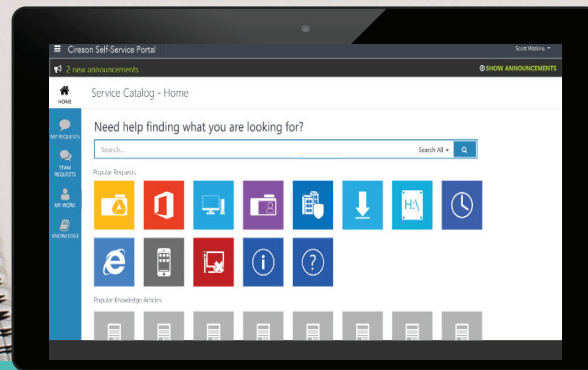 Cireson Self-Service Portal
Scott Watkins
2 new announcements
SHOW ANNOUNCEMENTS
HOME
Service Catalog - Home
MY REQUESTS
TEAM
REQUESTS
MY WORK
KNOWLEDGE
Need help finding what you are looking for?
Search...
Search All
Popular Requests
H:\
Popular Knowledge Articles